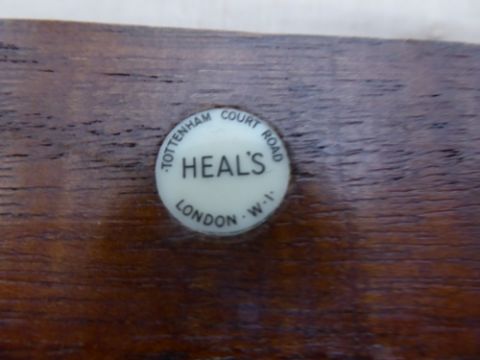 ·TOTTENHAM COURT ROAD
HEAL'S
LONDON·W·1·